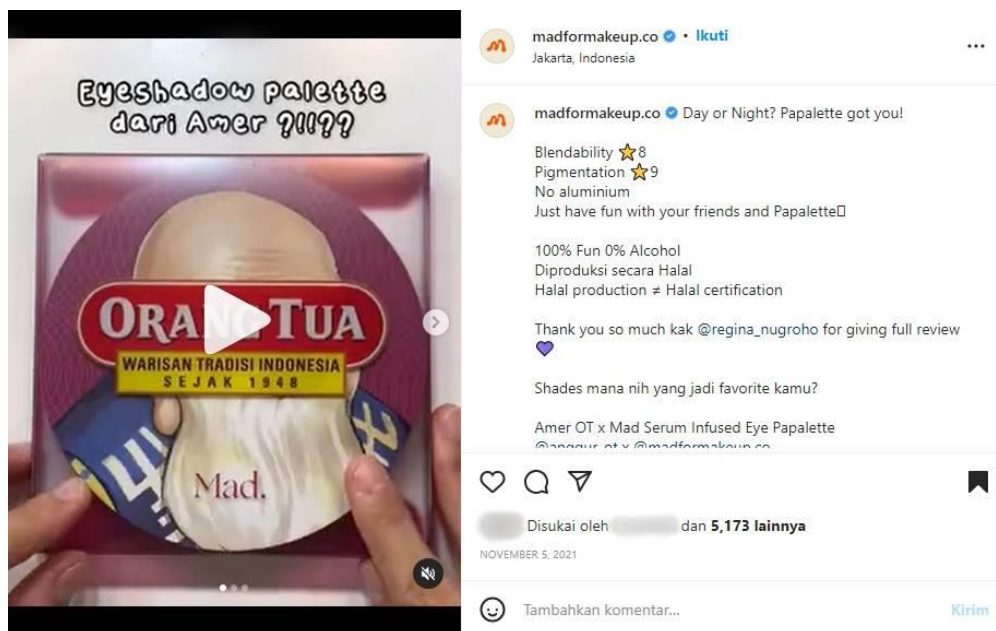 Eyeshadow palette
dari Amer ?!!??
ORANG TUA
WARISAN TRADISI INDONESIA
SEJAK 1948
Mad.
madformakeup.co • Ikuti
Jakarta, Indonesia
madformakeup.co Day or Night? Papalette got you!
Blendability ⭐8
Pigmentation ⭐9
No aluminium
Just have fun with your friends and Papalette
100% Fun 0% Alcohol
Diproduksi secara Halal
Halal production ≠ Halal certification
Thank you so much kak @regina_nugroho for giving full review
💜
Shades mana nih yang jadi favorite kamu?
Amer OT x Mad Serum Infused Eye Papalette
@anggur_ot x @madformakeup.co
Disukai oleh dan 5,173 lainnya
NOVEMBER 5, 2021
Tambahkan komentar...
Kirim